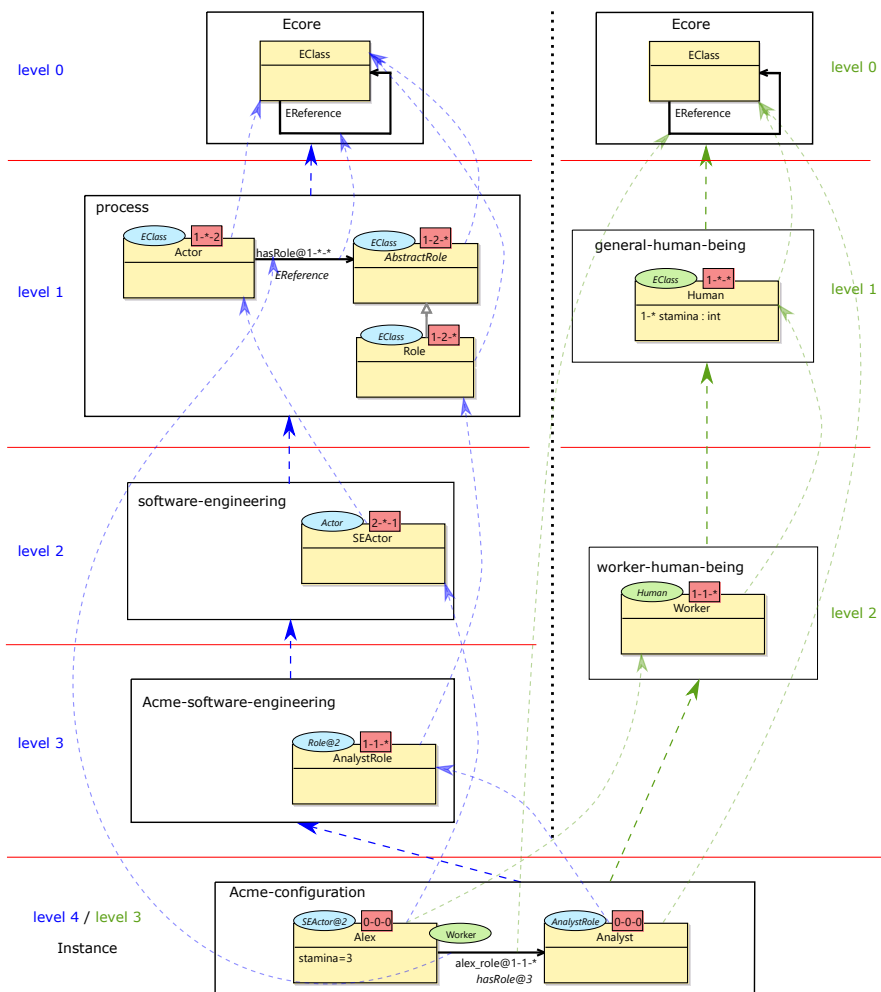 Ecore
EClass
EReference
level 0
Ecore
EClass
EReference
level 0
process
EClass
1-*-2
Actor
hasRole@1-*-*
EReference
EClass
1-2-*
AbstractRole
EClass
1-2-*
Role
level 1
general-human-being
EClass
1-*-*
Human
1-* stamina : int
level 1
software-engineering
Actor
2-*-1
SEActor
level 2
worker-human-being
Human
1-1-*
Worker
level 2
Acme-software-engineering
Role@2
1-1-*
AnalystRole
level 3
Acme-configuration
level 4 / level 3
Instance
SEActor@2
0-0-0
Alex
stamina=3
Worker
alex_role@1-1-*
hasRole@3
AnalystRole
0-0-0
Analyst